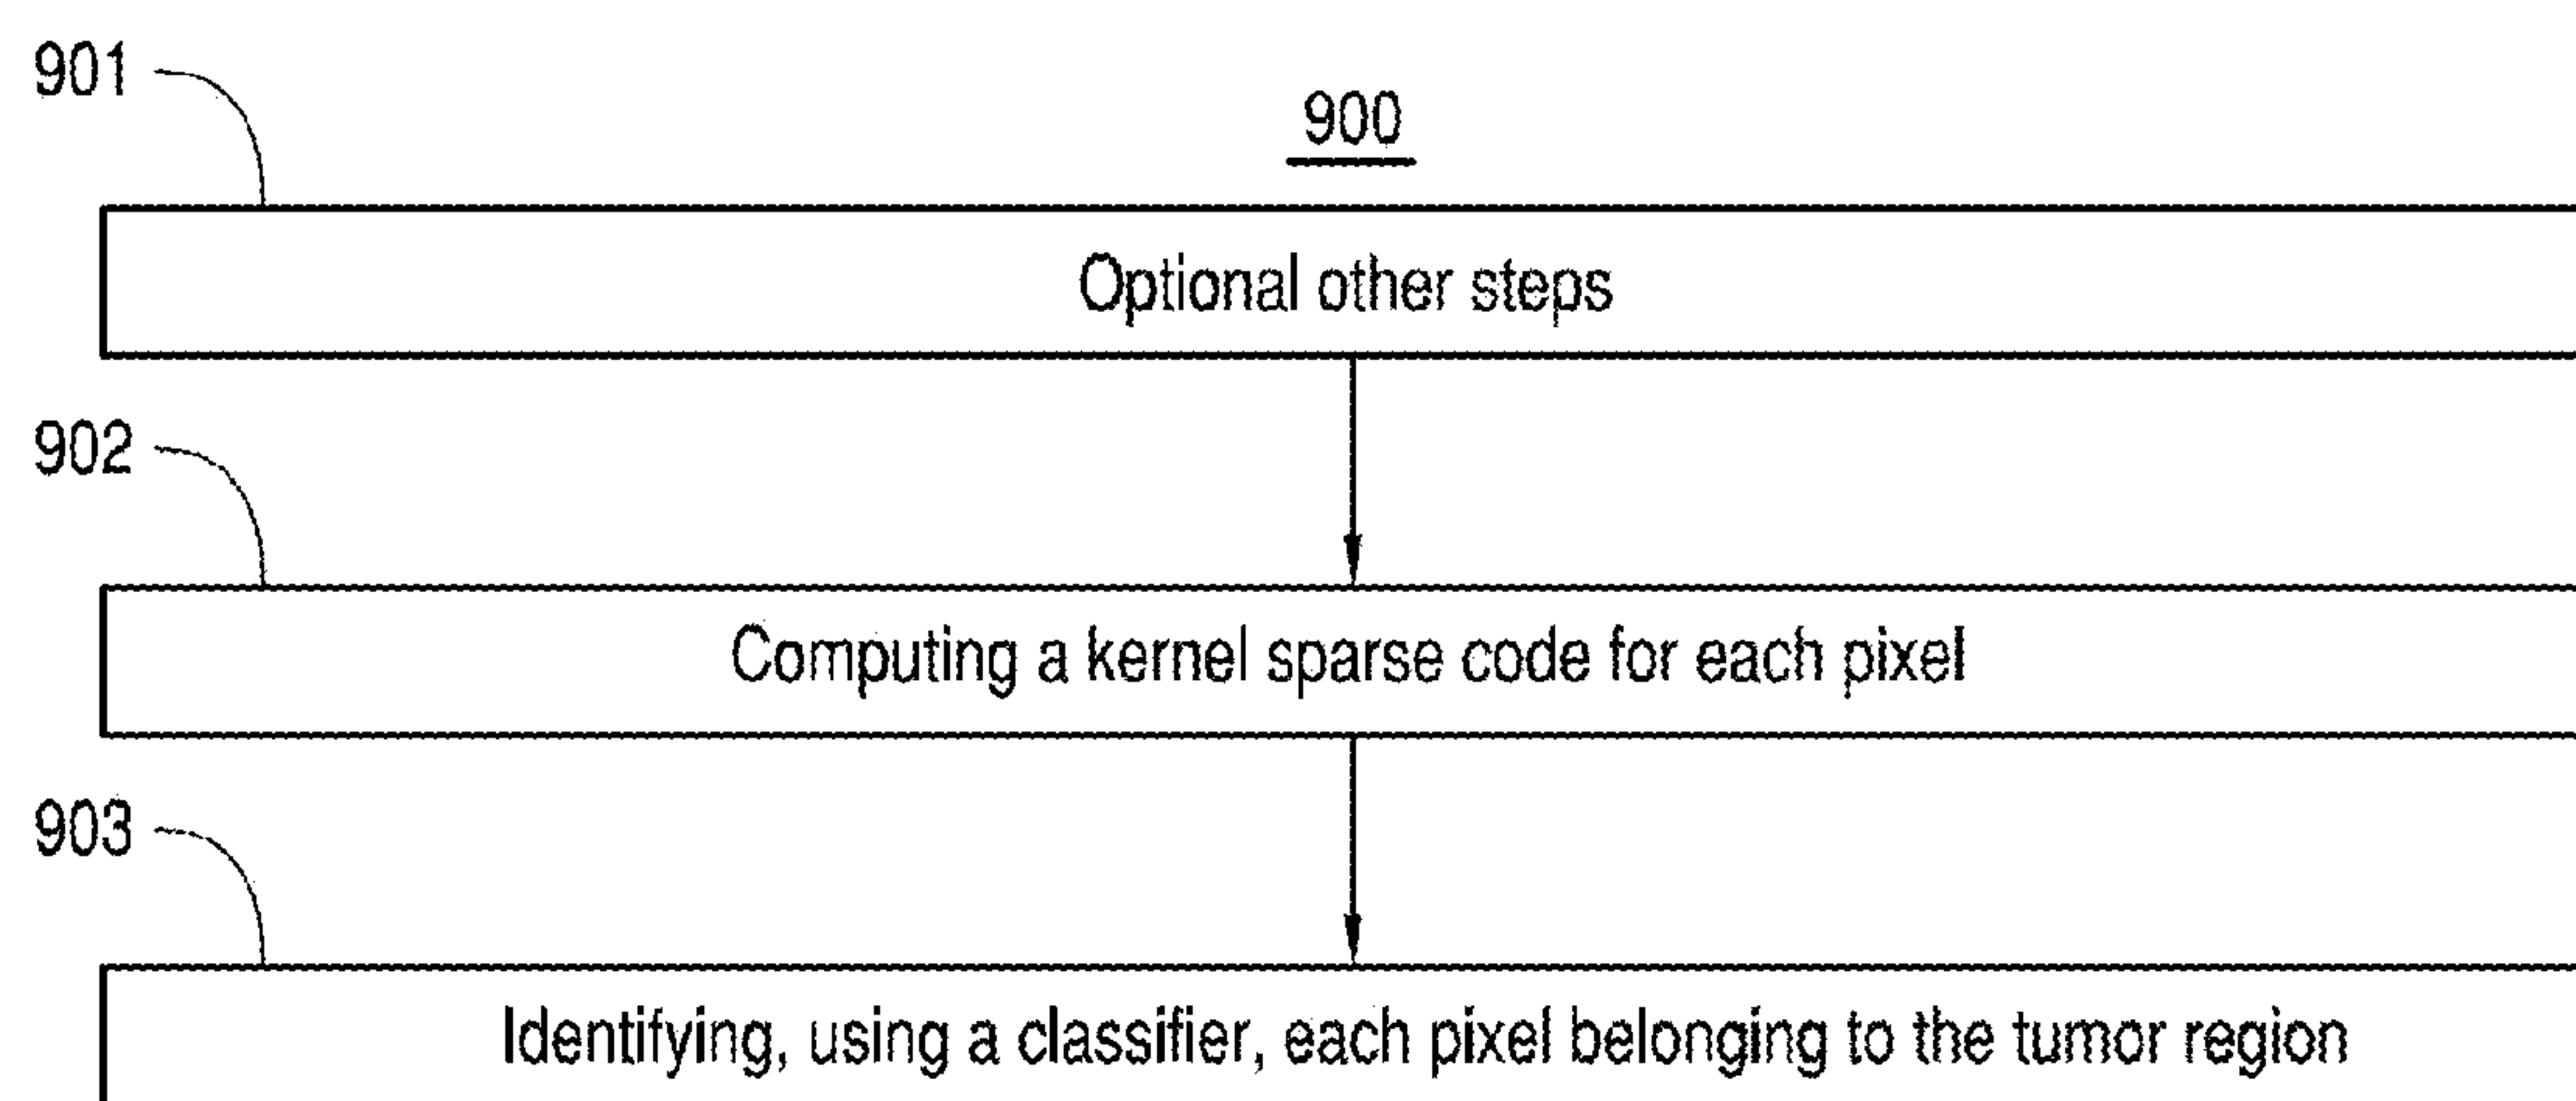 901
900
Optional other steps
902
Computing a kernel sparse code for each pixel
903
Identifying, using a classifier, each pixel belonging to the tumor region